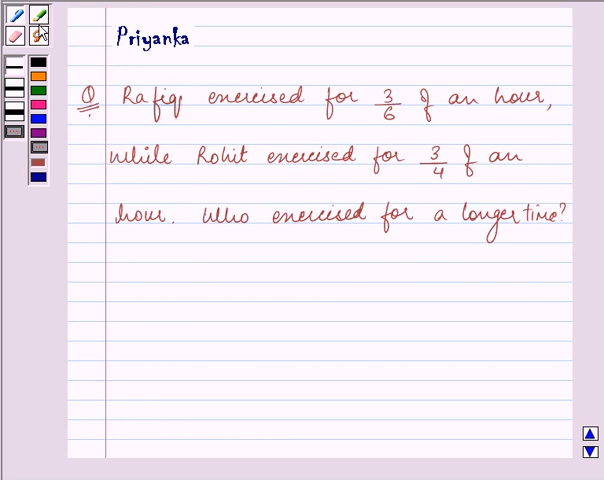 Priyanka
Q Rafiq exercised for 3/6 of an hour,
while Rohit exercised for 3/4 of an
hour. Who exercised for a longer time?